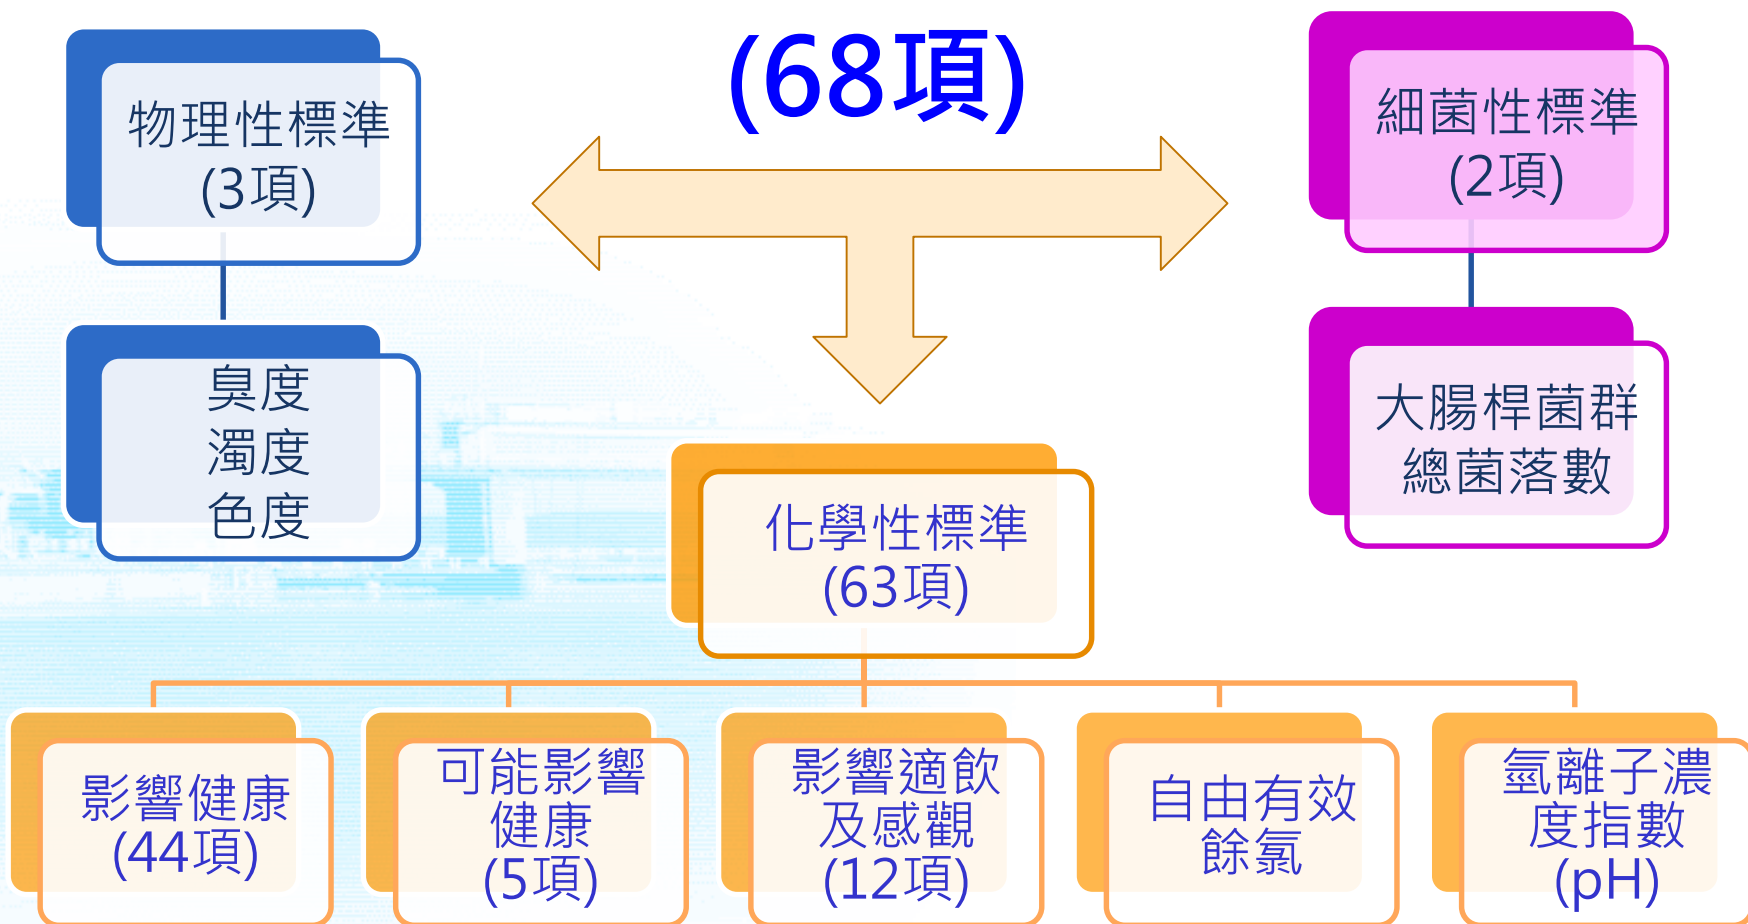 (68項)
物理性標準
(3項)
臭度
濁度
色度
細菌性標準
(2項)
大腸桿菌群
總菌落數
化學性標準
(63項)
影響健康
(44項)
可能影響
健康
(5項)
影響適飲
及感觀
(12項)
自由有效
餘氯
氫離子濃
度指數
(pH)